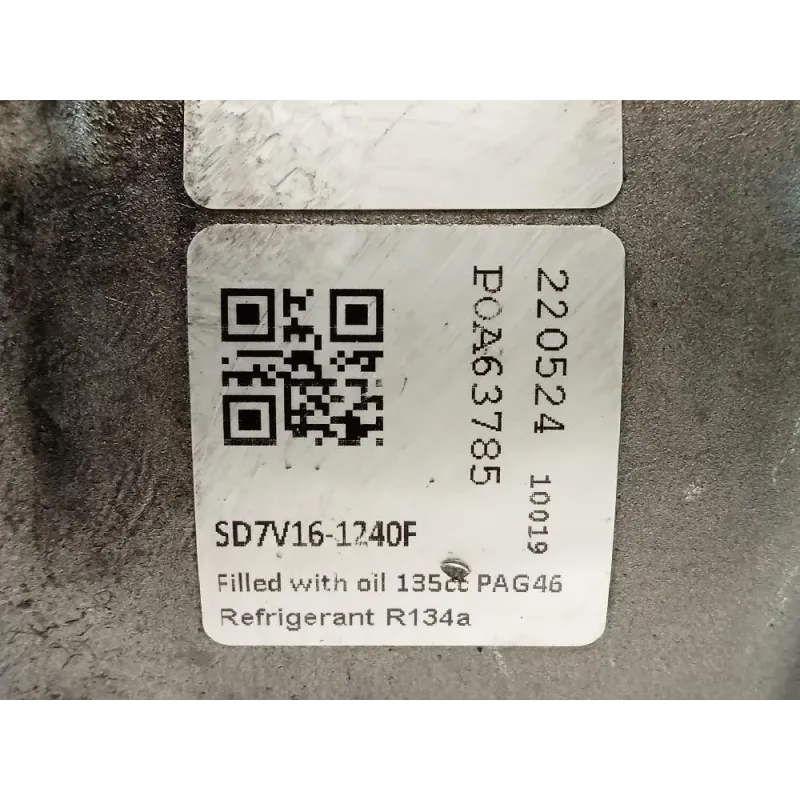 220524
POA63785
10019
SD7V16-1240F
Filled with oil 135cc PAG46
Refrigerant R134a